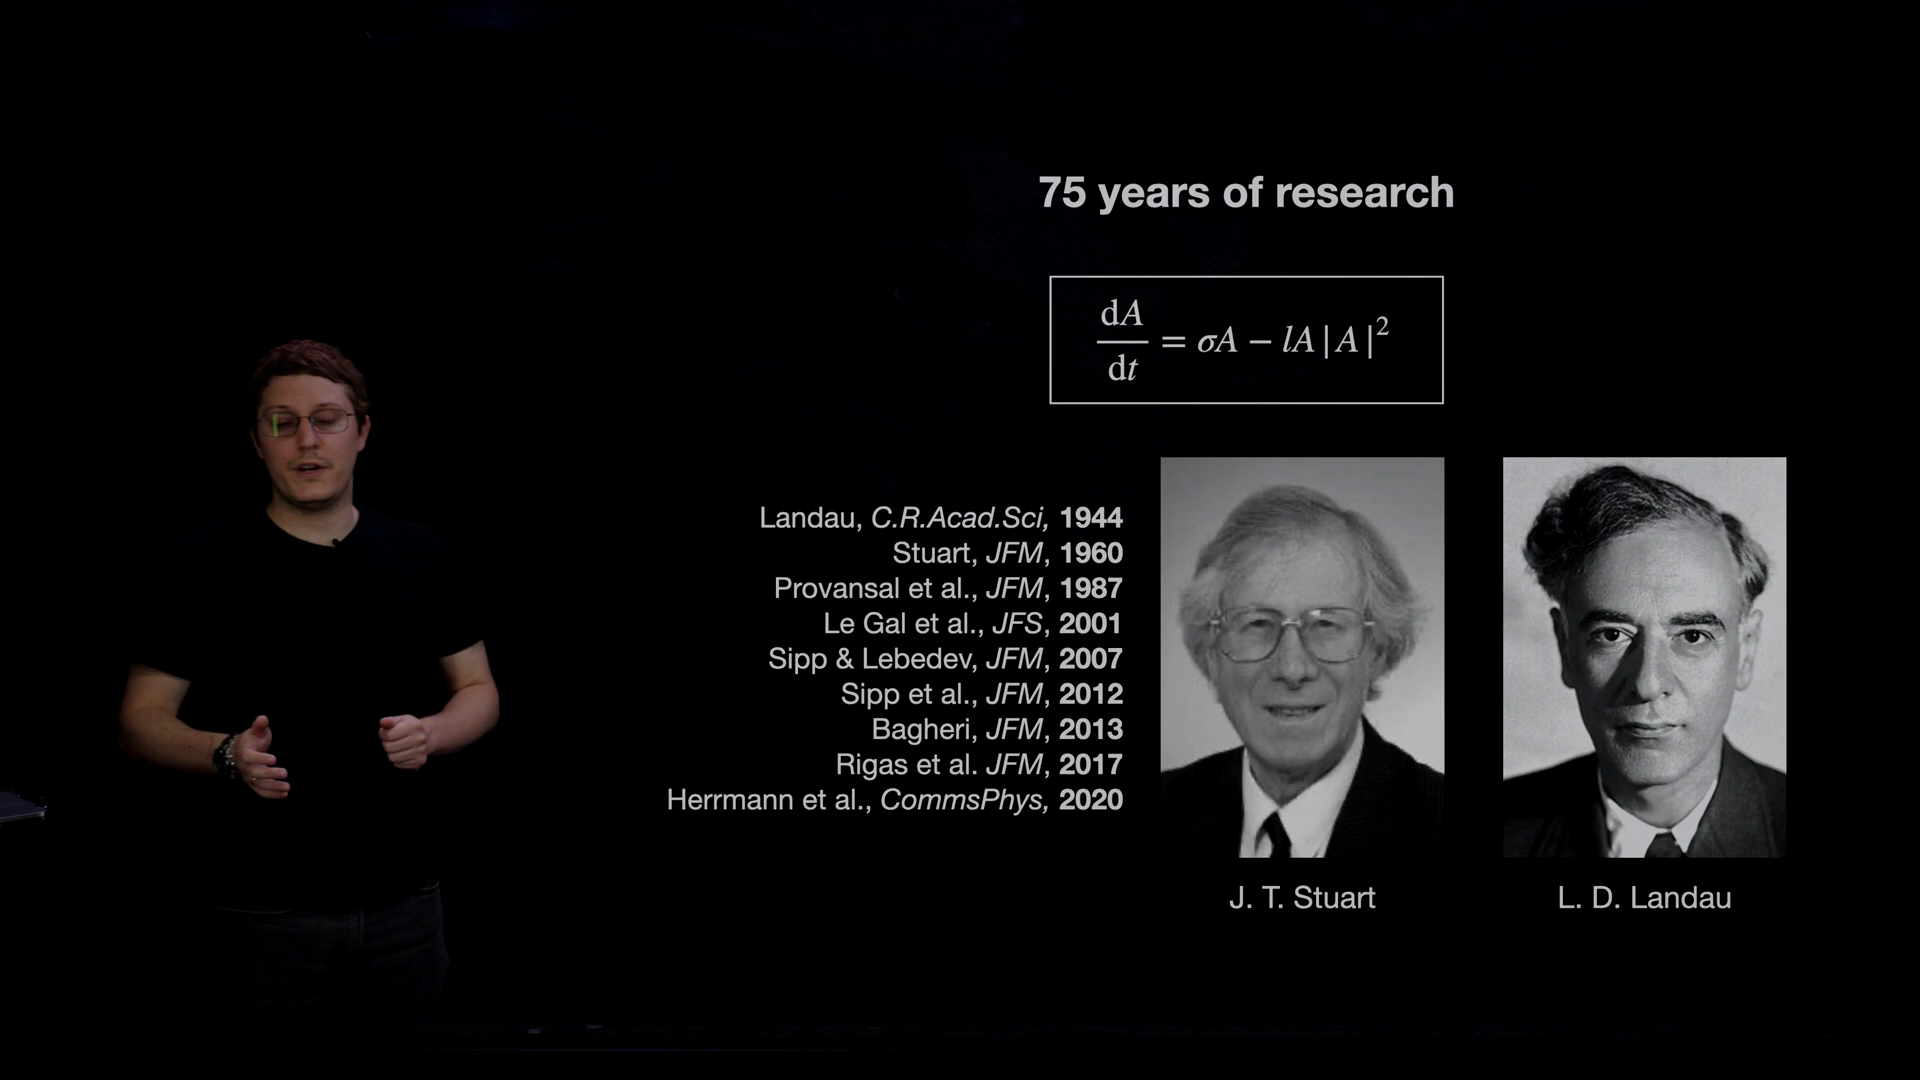 75 years of research
dA/dt = σA − lA|A|²
Landau, C.R.Acad.Sci, 1944
Stuart, JFM, 1960
Provansal et al., JFM, 1987
Le Gal et al., JFS, 2001
Sipp & Lebedev, JFM, 2007
Sipp et al., JFM, 2012
Bagheri, JFM, 2013
Rigas et al. JFM, 2017
Herrmann et al., CommsPhys, 2020
J. T. Stuart
L. D. Landau